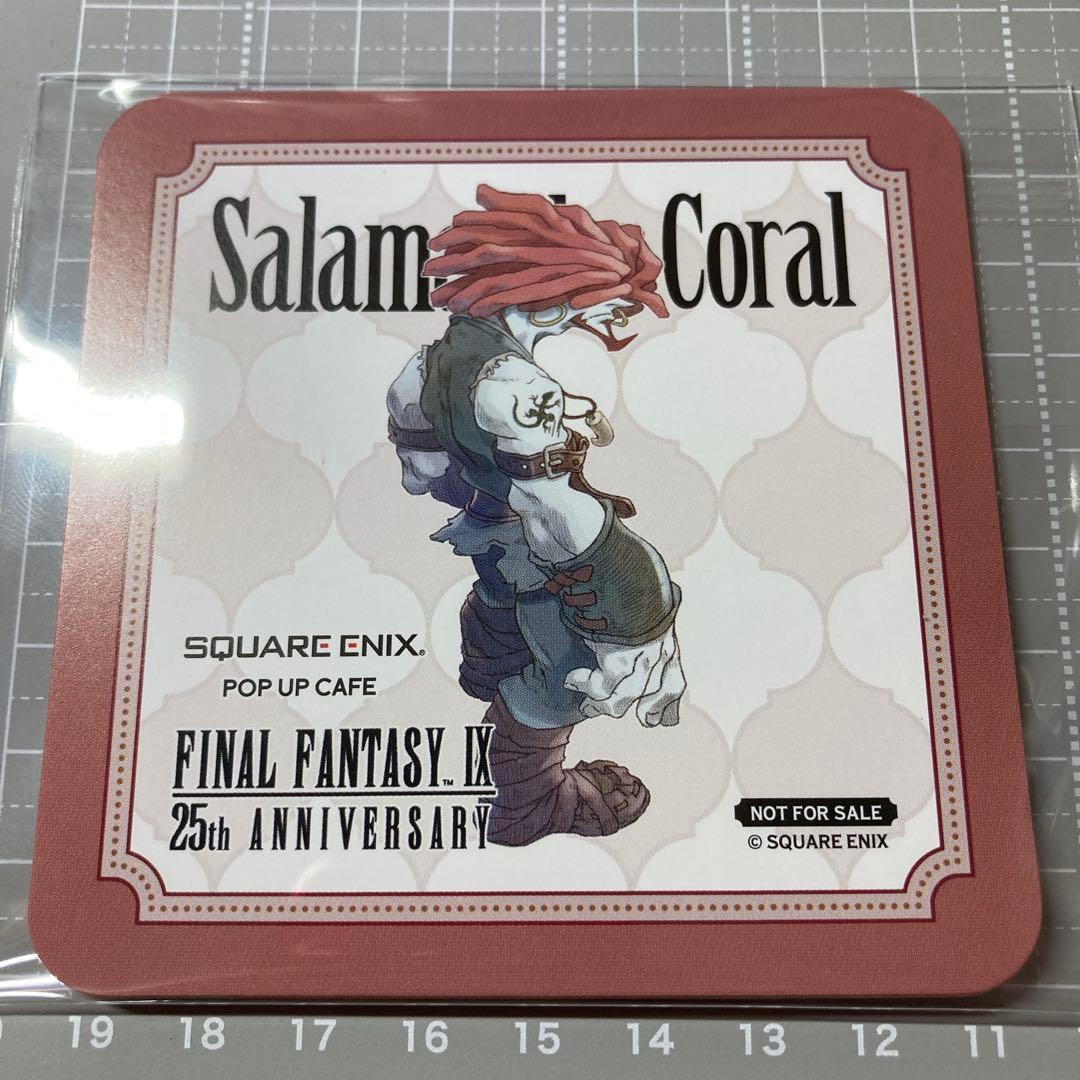 Salam Coral
SQUARE ENIX®
POP UP CAFE
FINAL FANTASY™ IX
25th ANNIVERSARY
NOT FOR SALE
© SQUARE ENIX
19 18 17 16 15 14 13 12 11